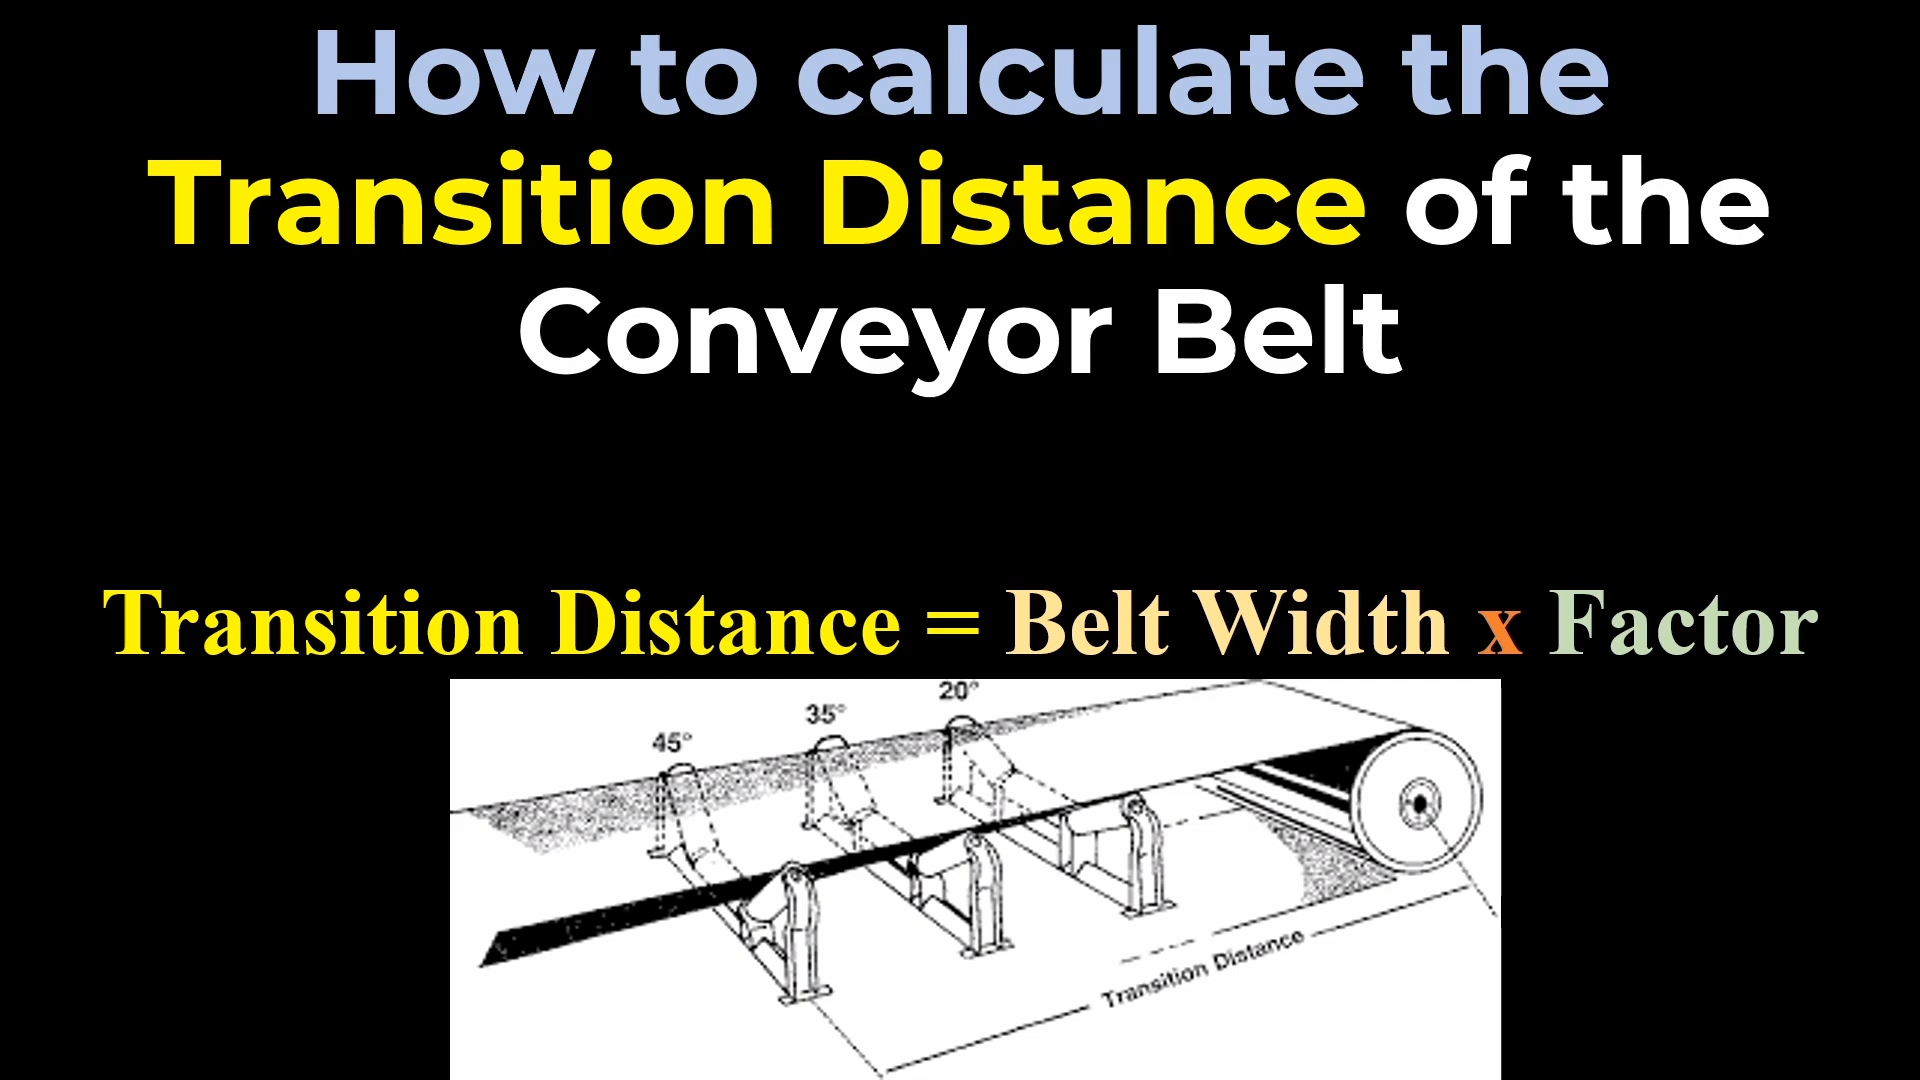 How to calculate the
Transition Distance of the
Conveyor Belt
Transition Distance = Belt Width x Factor
20°
35°
45°
Transition Distance